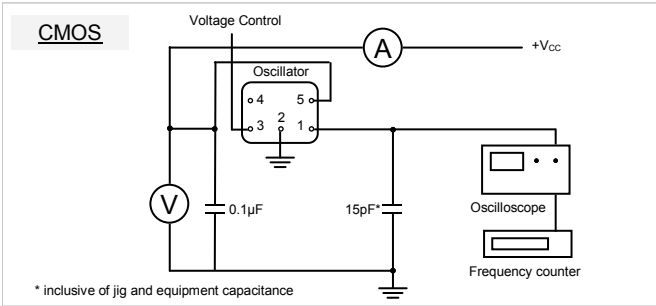 CMOS
Voltage Control
A
+VCC
Oscillator
4
5
2
3
1
V
0.1µF
15pF*
Oscilloscope
Frequency counter
* inclusive of jig and equipment capacitance